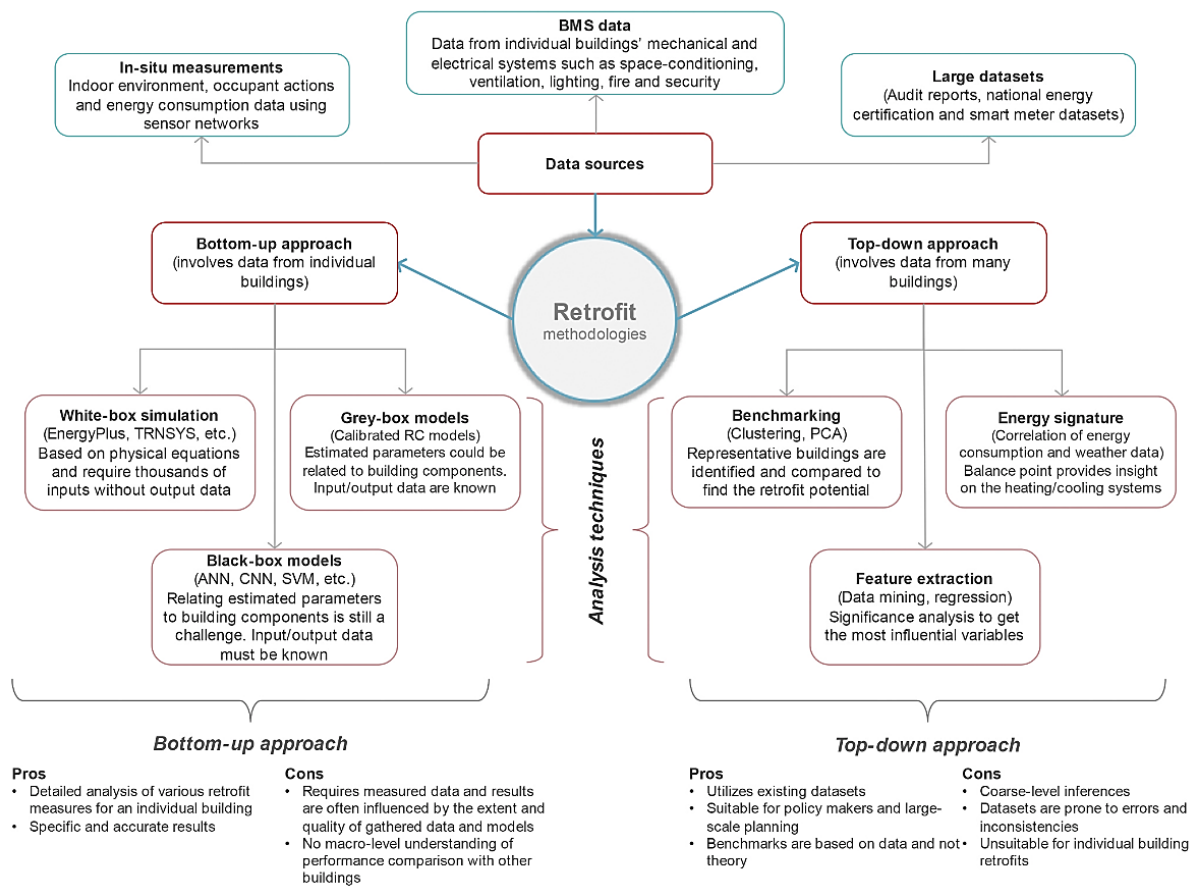 BMS data
Data from individual buildings' mechanical and
electrical systems such as space-conditioning,
ventilation, lighting, fire and security
In-situ measurements
Indoor environment, occupant actions
and energy consumption data using
sensor networks
Large datasets
(Audit reports, national energy
certification and smart meter datasets)
Data sources
Bottom-up approach
(involves data from individual
buildings)
Top-down approach
(involves data from many
buildings)
Retrofit
methodologies
White-box simulation
(EnergyPlus, TRNSYS, etc.)
Based on physical equations
and require thousands of
inputs without output data
Grey-box models
(Calibrated RC models)
Estimated parameters could be
related to building components.
Input/output data are known
Black-box models
(ANN, CNN, SVM, etc.)
Relating estimated parameters
to building components is still a
challenge. Input/output data
must be known
Analysis techniques
Benchmarking
(Clustering, PCA)
Representative buildings are
identified and compared to
find the retrofit potential
Energy signature
(Correlation of energy
consumption and weather data)
Balance point provides insight
on the heating/cooling systems
Feature extraction
(Data mining, regression)
Significance analysis to get
the most influential variables
Bottom-up approach
Pros
• Detailed analysis of various retrofit
measures for an individual building
• Specific and accurate results
Cons
• Requires measured data and results
are often influenced by the extent and
quality of gathered data and models
• No macro-level understanding of
performance comparison with other
buildings
Top-down approach
Pros
• Utilizes existing datasets
• Suitable for policy makers and large-
scale planning
• Benchmarks are based on data and not
theory
Cons
• Coarse-level inferences
• Datasets are prone to errors and
inconsistencies
• Unsuitable for individual building
retrofits